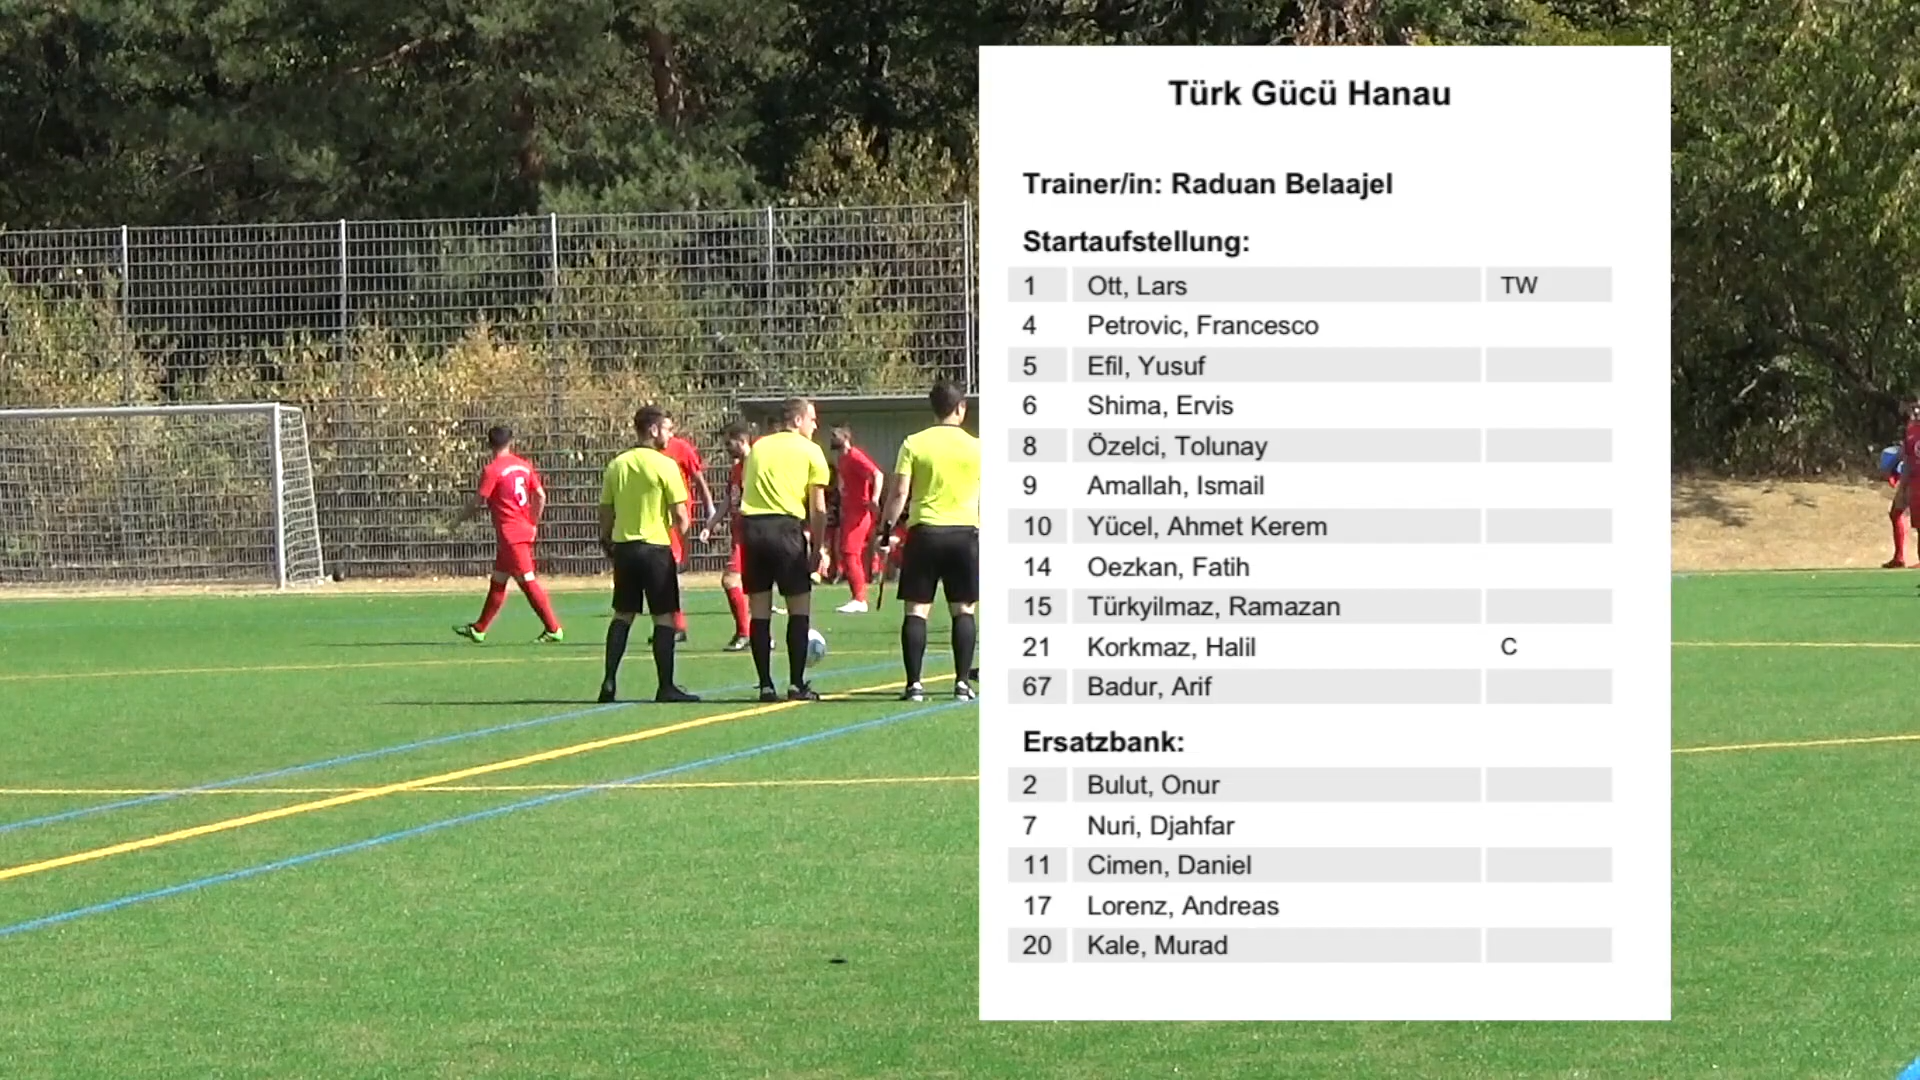 Türk Gücü Hanau
Trainer/in: Raduan Belaajel
Startaufstellung:
1 Ott, Lars TW
4 Petrovic, Francesco
5 Efil, Yusuf
6 Shima, Ervis
8 Özelci, Tolunay
9 Amallah, Ismail
10 Yücel, Ahmet Kerem
14 Oezkan, Fatih
15 Türkyilmaz, Ramazan
21 Korkmaz, Halil C
67 Badur, Arif
Ersatzbank:
2 Bulut, Onur
7 Nuri, Djahfar
11 Cimen, Daniel
17 Lorenz, Andreas
20 Kale, Murad
5